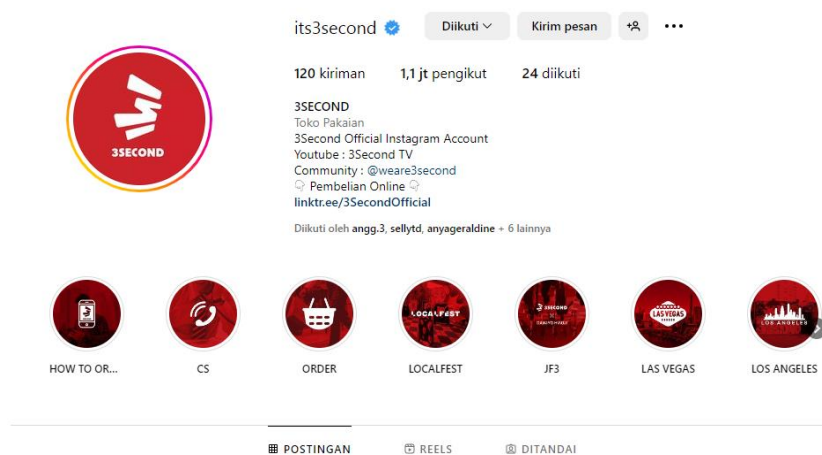 its3second Diikuti Kirim pesan
120 kiriman 1,1 jt pengikut 24 diikuti
3SECOND
Toko Pakaian
3Second Official Instagram Account
Youtube : 3Second TV
Community : @weare3second
Pembelian Online
linktr.ee/3SecondOfficial
Diikuti oleh angg.3, sellytd, anyageraldine + 6 lainnya
3SECOND
LOCALFEST
3SECOND
LAS VEGAS
LOS ANGELES
HOW TO OR... CS ORDER LOCALFEST JF3 LAS VEGAS LOS ANGELES
POSTINGAN REELS DITANDAI